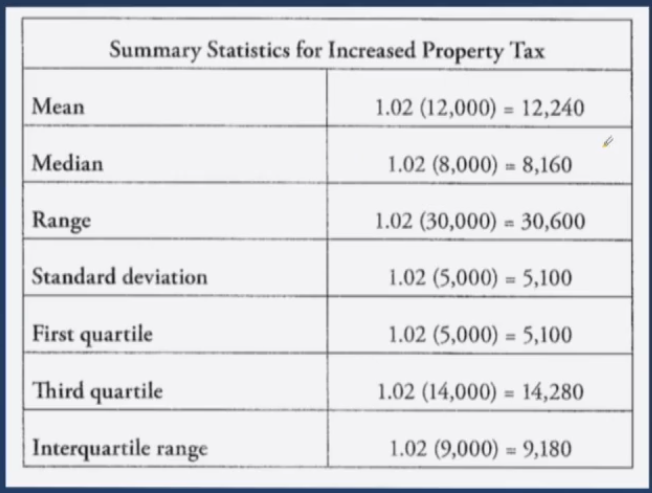 Summary Statistics for Increased Property Tax
Mean 1.02 (12,000) = 12,240
Median 1.02 (8,000) = 8,160
Range 1.02 (30,000) = 30,600
Standard deviation 1.02 (5,000) = 5,100
First quartile 1.02 (5,000) = 5,100
Third quartile 1.02 (14,000) = 14,280
Interquartile range 1.02 (9,000) = 9,180